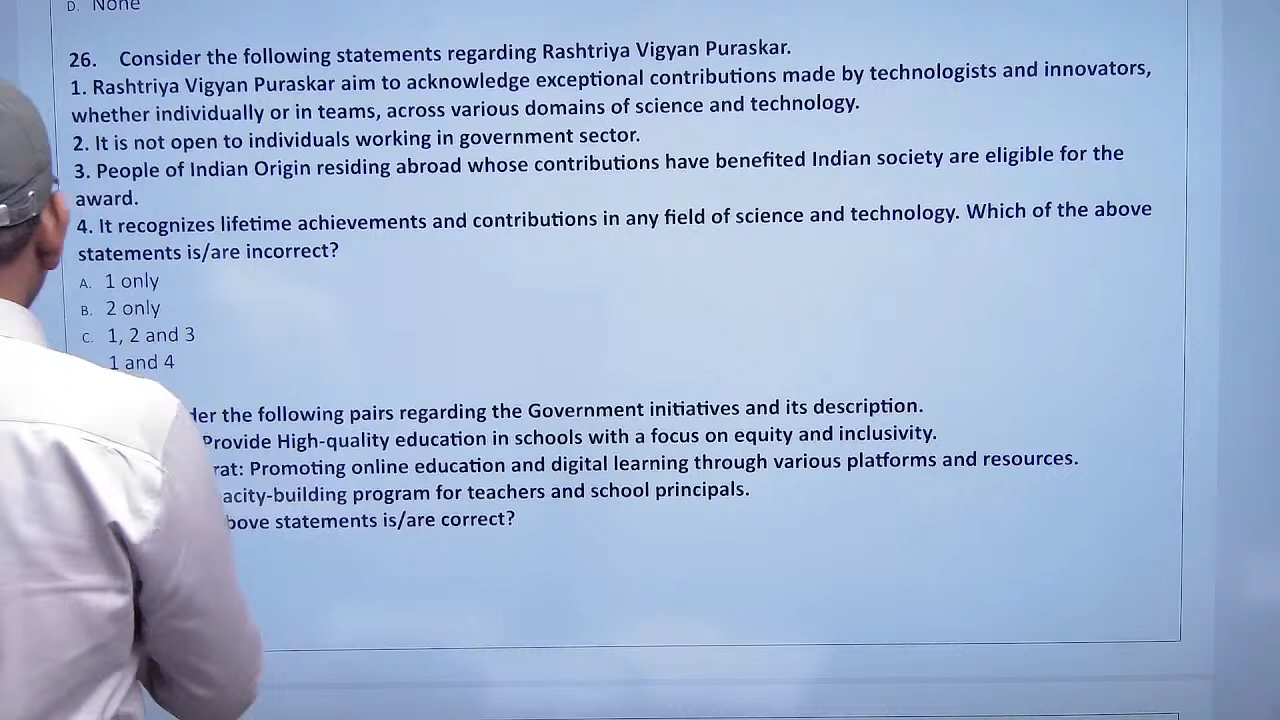 D. None
26. Consider the following statements regarding Rashtriya Vigyan Puraskar.
1. Rashtriya Vigyan Puraskar aim to acknowledge exceptional contributions made by technologists and innovators,
whether individually or in teams, across various domains of science and technology.
2. It is not open to individuals working in government sector.
3. People of Indian Origin residing abroad whose contributions have benefited Indian society are eligible for the
award.
4. It recognizes lifetime achievements and contributions in any field of science and technology. Which of the above
statements is/are incorrect?
A. 1 only
B. 2 only
C. 1, 2 and 3
1 and 4
the following pairs regarding the Government initiatives and its description.
Provide High-quality education in schools with a focus on equity and inclusivity.
rat: Promoting online education and digital learning through various platforms and resources.
acity-building program for teachers and school principals.
bove statements is/are correct?